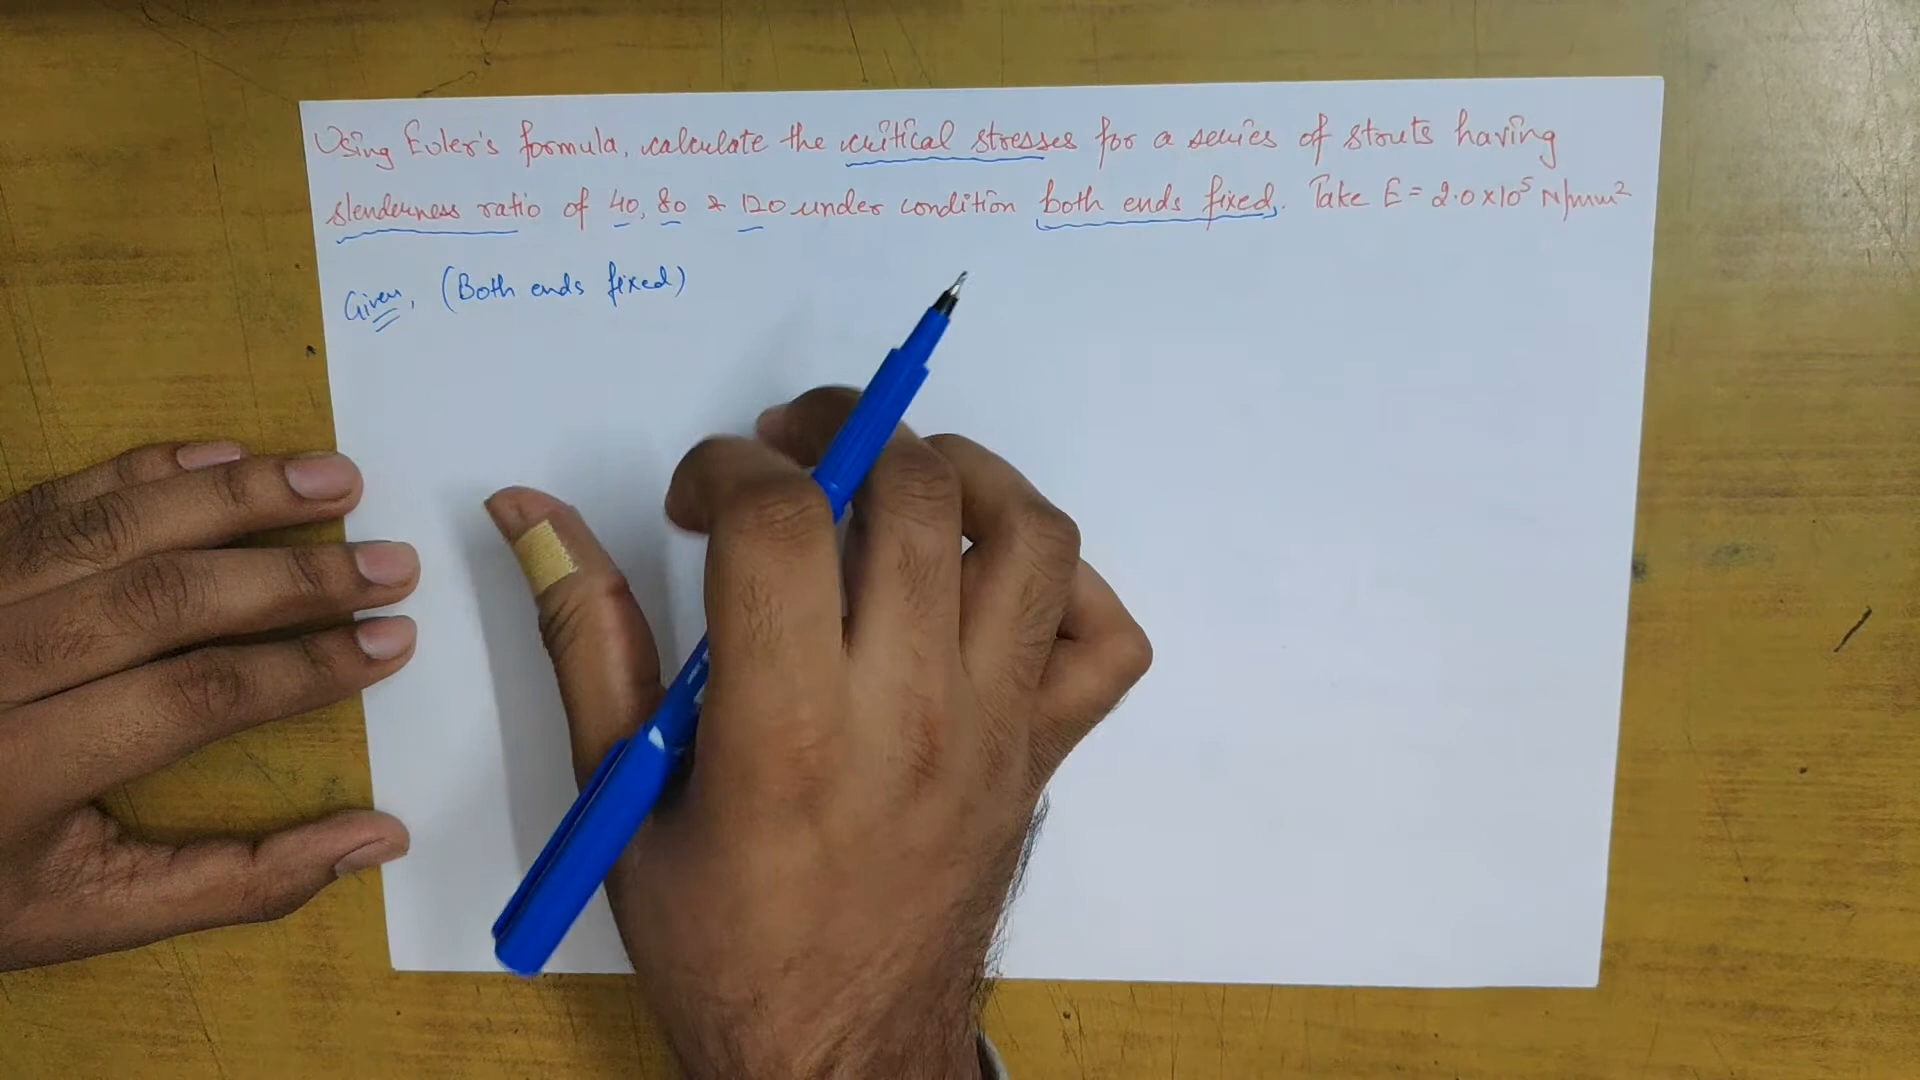 Using Euler's formula, calculate the critical stresses for a series of struts having
slenderness ratio of 40, 80 & 120 under condition both ends fixed. Take E = 2.0 x 10⁵ N/mm²
Given, (Both ends fixed)